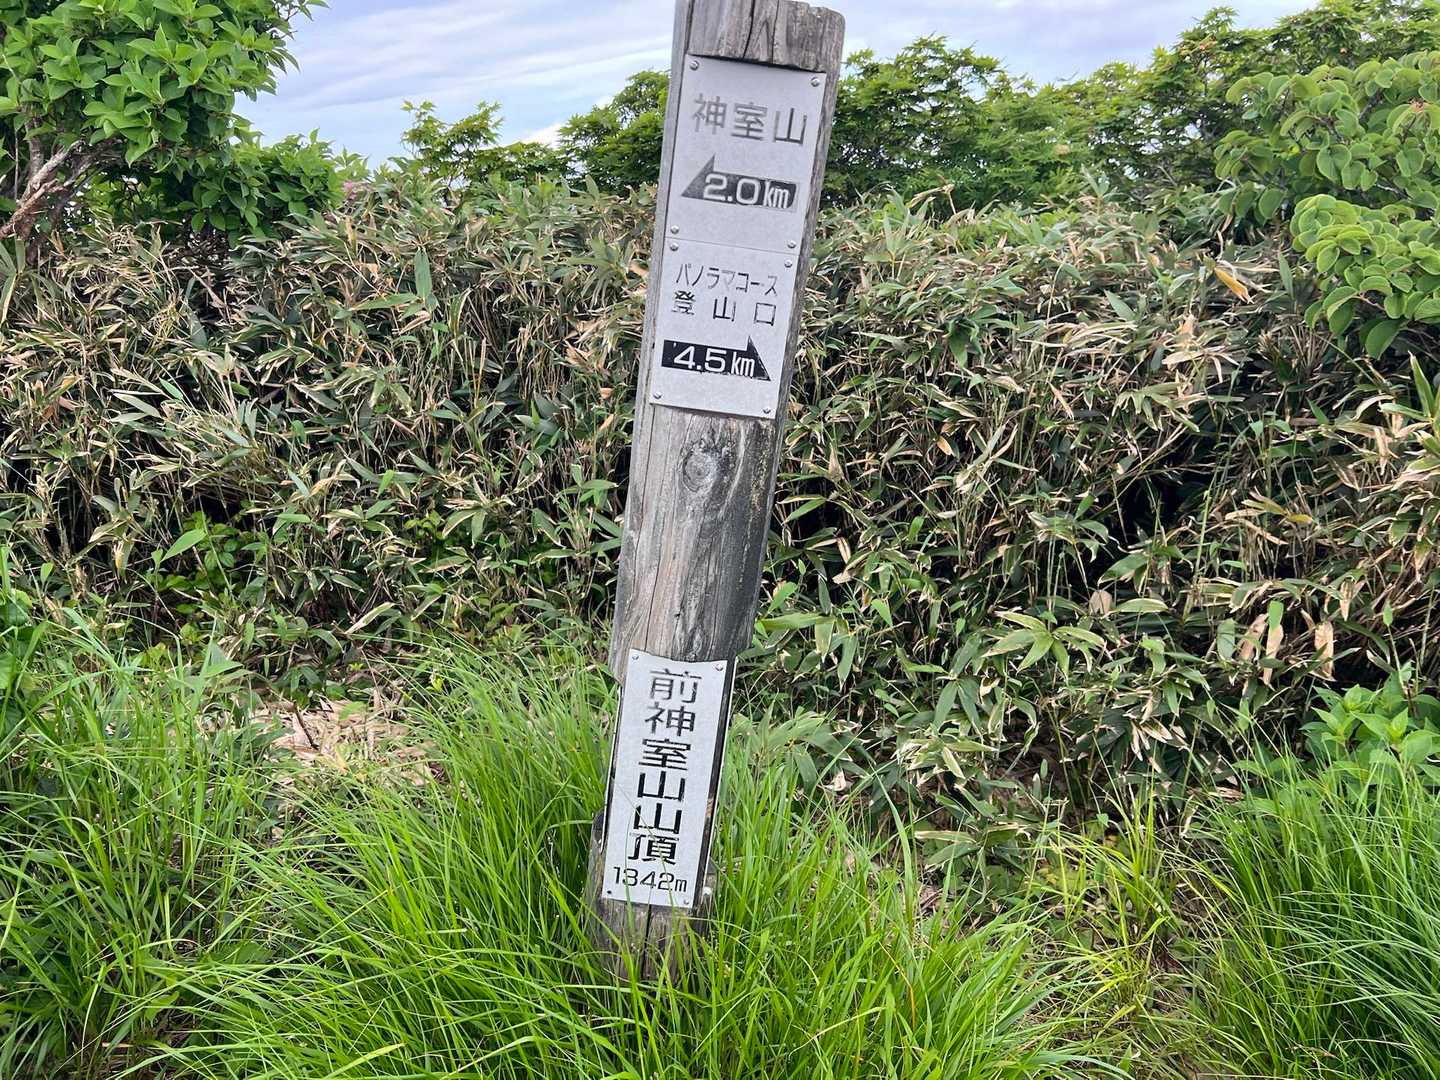 神室山
2.0km
パノラマコース
登山口
4.5km
前神室山山頂
1342m